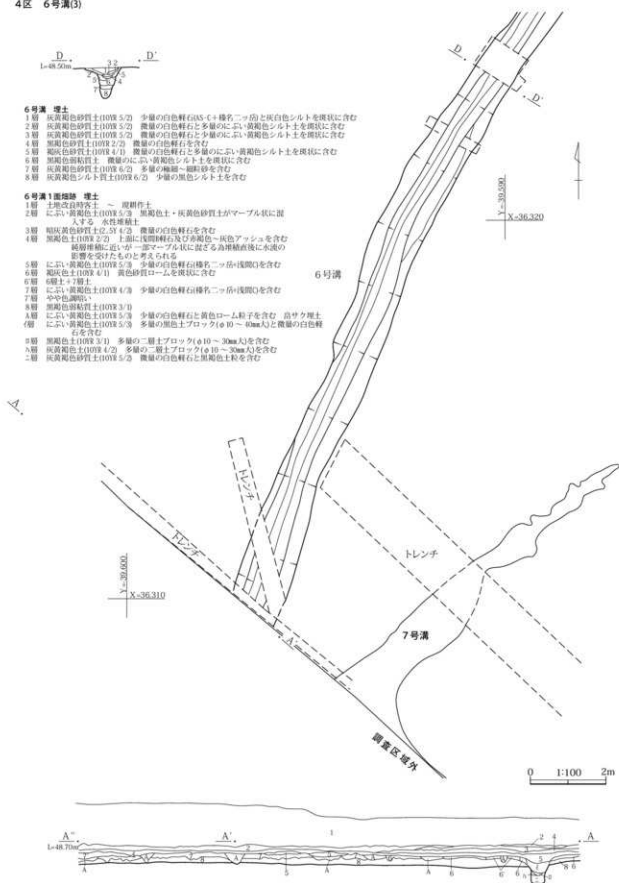 4区　6号溝(3)
D　D'
L=48.50m
6号溝　埋土
1層　灰黄褐色砂質土(10YR 5/2)　少量の白色軽石(AS-C+榛名二ッ岳)と灰白色シルトを斑状に含む
2層　灰黄褐色砂質土(10YR 5/2)　微量の白色軽石と多量のにぶい黄褐色シルト土を斑状に含む
3層　灰黄褐色砂質土(10YR 5/2)　微量の白色軽石と少量のにぶい黄褐色シルト土を斑状に含む
4層　黒褐色砂質土(10YR 2/2)　微量の白色軽石を含む
5層　褐灰色砂質土(10YR 4/1)　微量の白色軽石と多量のにぶい黄褐色シルト土を斑状に含む
6層　黒褐色弱粘質土　微量のにぶい黄褐色シルト土を斑状に含む
7層　灰黄褐色砂質土(10YR 6/2)　多量の極細～細粒砂を含む
8層　灰黄褐色シルト質土(10YR 6/2)　少量の黒色シルト土を含む
6号溝1面畑跡　埋土
1層　土地改良時客土　～　現耕作土
2層　にぶい黄褐色土(10YR 5/3)　黒褐色土・灰黄砂質土がマーブル状に混
入する　水性堆積土
3層　暗灰黄色砂質土(2.5Y 4/2)　微量の白色軽石を含む
4層　黒褐色土(10YR 2/2)　上面に浅間B軽石及び赤褐色～灰色アッシュを含む
純層堆積に近いが一部マーブル状に混ざる為堆積直後に水流の
影響を受けたものと考えられる
5層　にぶい黄褐色土(10YR 5/3)　少量の白色軽石(榛名二ッ岳+浅間C)を含む
6層　褐灰色土(10YR 4/1)　黄色砂質ロームを斑状に含む
6'層　6層土+7層土
7層　にぶい黄褐色土(10YR 4/3)　少量の白色軽石(榛名二ッ岳+浅間C)を含む
7'層　やや色調暗い
8層　黒褐色弱粘質土(10YR 3/1)
A層　にぶい黄褐色土(10YR 5/3)　少量の白色軽石と黄色ローム粒子を含む　畠サク埋土
イ層　にぶい黄褐色土(10YR 5/3)　多量の黒色土ブロック(φ10～40㎜大)と微量の白色軽
石を含む
ロ層　黒褐色土(10YR 3/1)　多量の二層土ブロック(φ10～30㎜大)を含む
ハ層　灰黄褐色土(10YR 4/2)　多量の二層土ブロック(φ10～30㎜大)を含む
ニ層　灰黄褐色砂質土(10YR 5/2)　微量の白色軽石と黒褐色土粒を含む
D
D'
Y=-39.590
X=36.320
6号溝
A
トレンチ
トレンチ
トレンチ
Y=-39.600
X=36.310
A'
7号溝
調査区域外
0　1:100　2m
A''　A'　A
L=48.70m